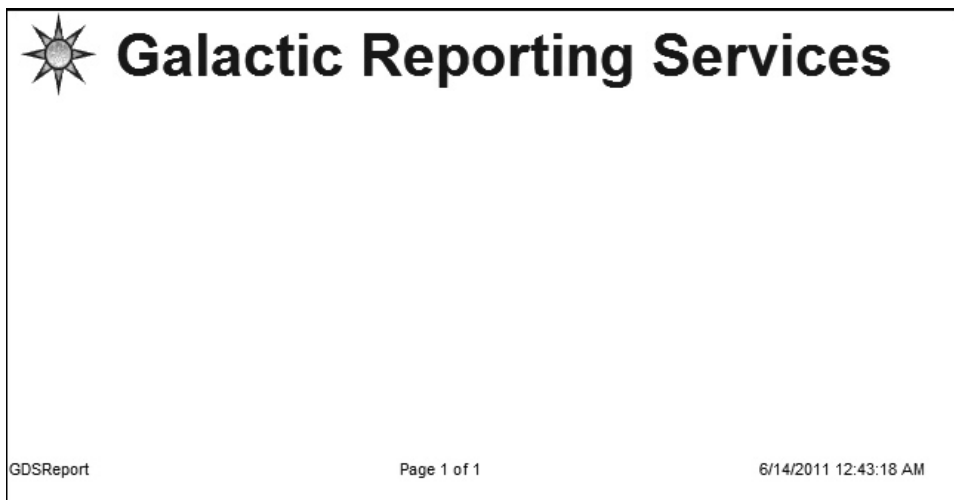 Galactic Reporting Services
GDSReport Page 1 of 1 6/14/2011 12:43:18 AM